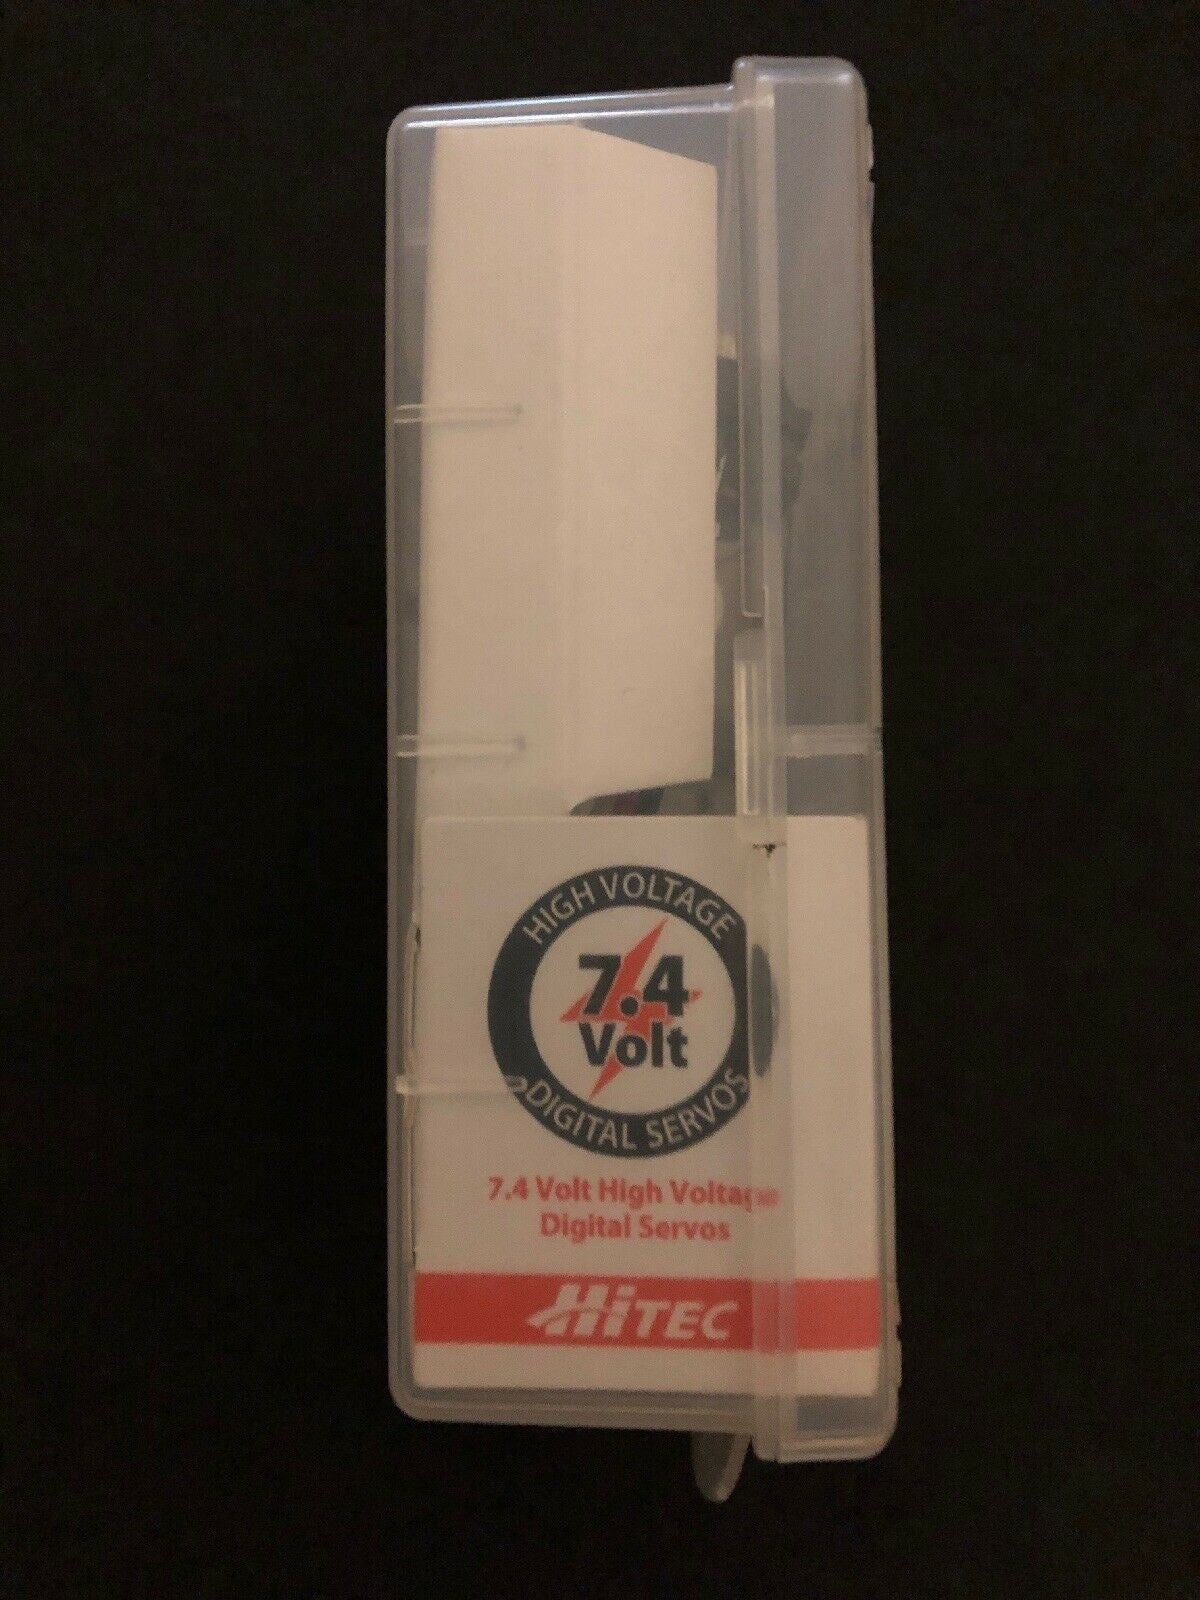 HIGH VOLTAGE
7.4
Volt
DIGITAL SERVOS
7.4 Volt High Voltage
Digital Servos
HiTEC